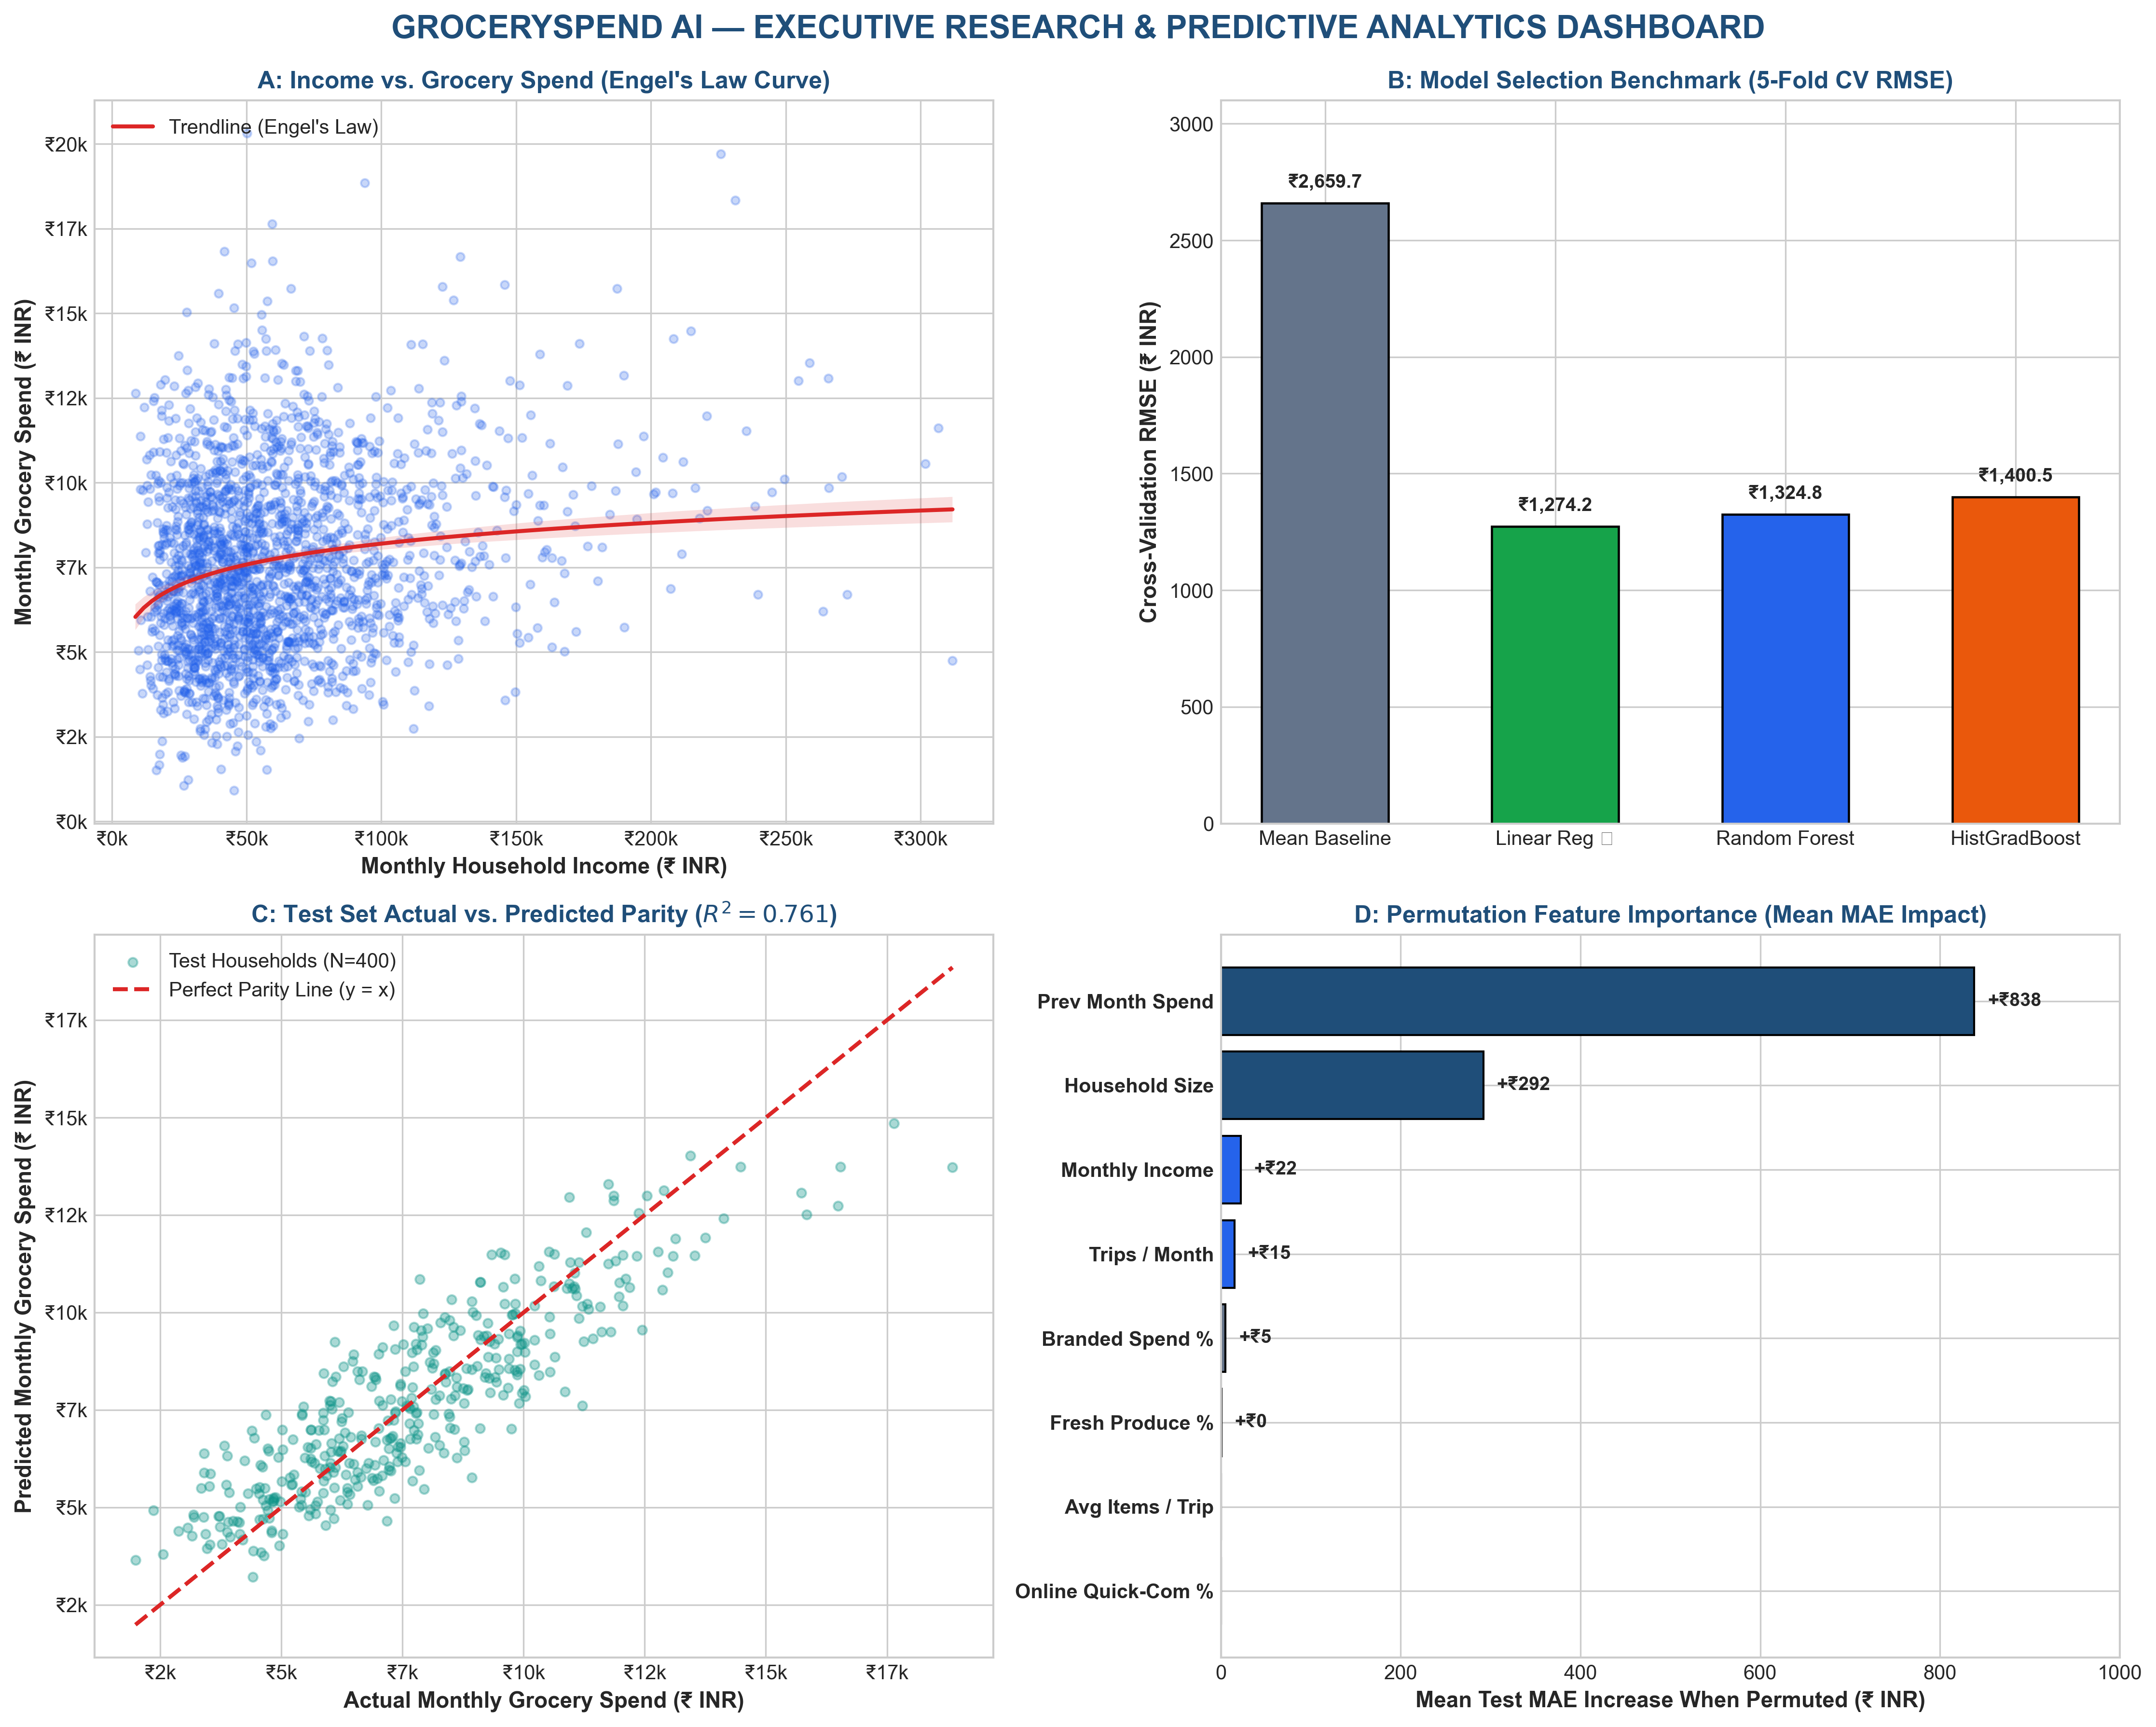 GROCERYSPEND AI — EXECUTIVE RESEARCH & PREDICTIVE ANALYTICS DASHBOARD
A: Income vs. Grocery Spend (Engel's Law Curve)
Trendline (Engel's Law)
Monthly Grocery Spend (₹ INR)
₹20k
₹17k
₹15k
₹12k
₹10k
₹7k
₹5k
₹2k
₹0k
₹0k ₹50k ₹100k ₹150k ₹200k ₹250k ₹300k
Monthly Household Income (₹ INR)
B: Model Selection Benchmark (5-Fold CV RMSE)
Cross-Validation RMSE (₹ INR)
3000
2500
2000
1500
1000
500
0
₹2,659.7
₹1,274.2
₹1,324.8
₹1,400.5
Mean Baseline Linear Reg Random Forest HistGradBoost
C: Test Set Actual vs. Predicted Parity (R² = 0.761)
Test Households (N=400)
Perfect Parity Line (y = x)
Predicted Monthly Grocery Spend (₹ INR)
₹17k
₹15k
₹12k
₹10k
₹7k
₹5k
₹2k
₹2k ₹5k ₹7k ₹10k ₹12k ₹15k ₹17k
Actual Monthly Grocery Spend (₹ INR)
D: Permutation Feature Importance (Mean MAE Impact)
Prev Month Spend +₹838
Household Size +₹292
Monthly Income +₹22
Trips / Month +₹15
Branded Spend % +₹5
Fresh Produce % +₹0
Avg Items / Trip
Online Quick-Com %
0 200 400 600 800 1000
Mean Test MAE Increase When Permuted (₹ INR)